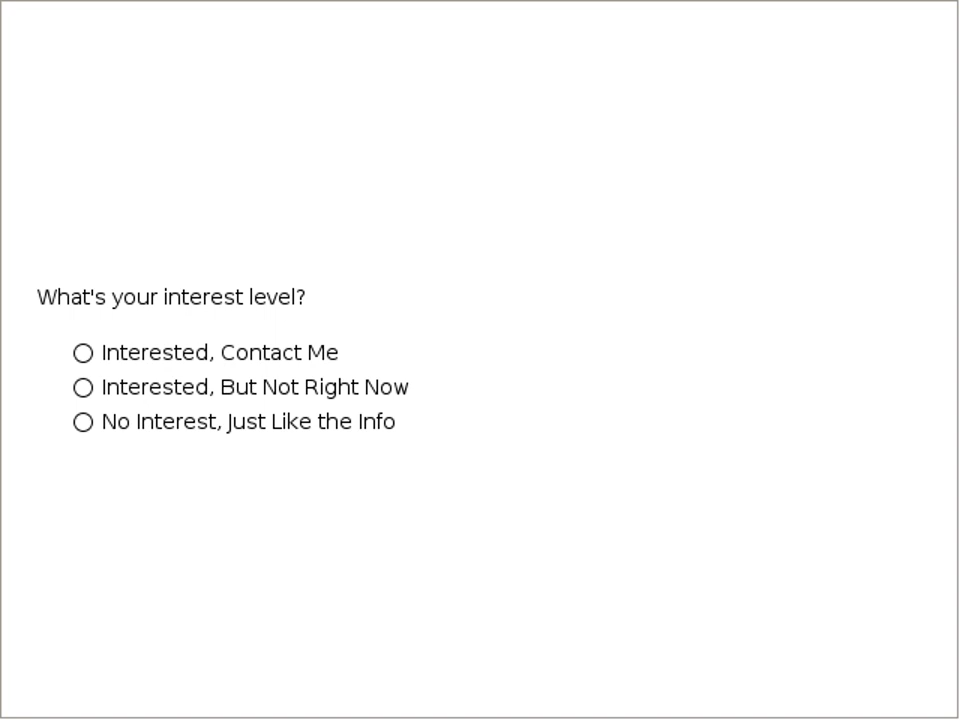 What's your interest level?
Interested, Contact Me
Interested, But Not Right Now
No Interest, Just Like the Info